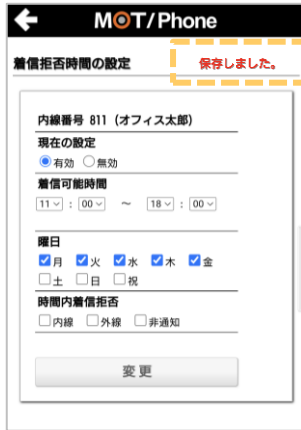 MOT/Phone
着信拒否時間の設定
保存しました。
内線番号 811（オフィス太郎）
現在の設定
有効 無効
着信可能時間
11 : 00 ～ 18 : 00
曜日
月 火 水 木 金
土 日 祝
時間内着信拒否
内線 外線 非通知
変更